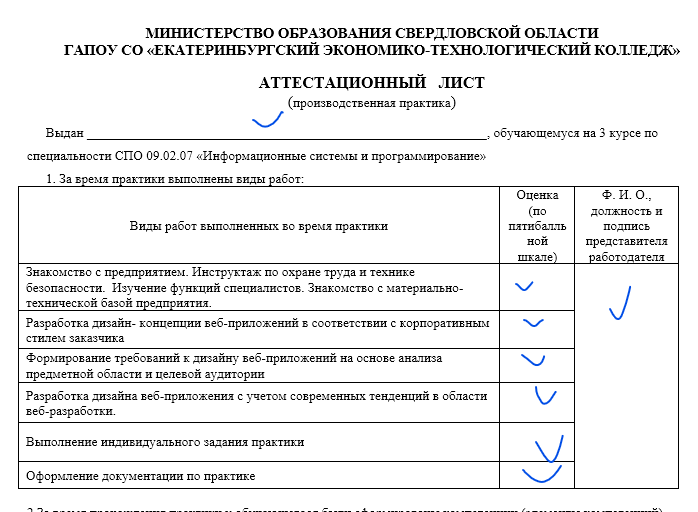 МИНИСТЕРСТВО ОБРАЗОВАНИЯ СВЕРДЛОВСКОЙ ОБЛАСТИ
ГАПОУ СО «ЕКАТЕРИНБУРГСКИЙ ЭКОНОМИКО-ТЕХНОЛОГИЧЕСКИЙ КОЛЛЕДЖ»
АТТЕСТАЦИОННЫЙ ЛИСТ
(производственная практика)
Выдан ____________________, обучающемуся на 3 курсе по
специальности СПО 09.02.07 «Информационные системы и программирование»
1. За время практики выполнены виды работ:
Виды работ выполненных во время практики
Оценка
(по
пятибалль
ной
шкале)
Ф. И. О.,
должность и
подпись
представителя
работодателя
Знакомство с предприятием. Инструктаж по охране труда и технике
безопасности. Изучение функций специалистов. Знакомство с материально-
технической базой предприятия.
Разработка дизайн- концепции веб-приложений в соответствии с корпоративным
стилем заказчика
Формирование требований к дизайну веб-приложений на основе анализа
предметной области и целевой аудитории
Разработка дизайна веб-приложения с учетом современных тенденций в области
веб-разработки.
Выполнение индивидуального задания практики
Оформление документации по практике